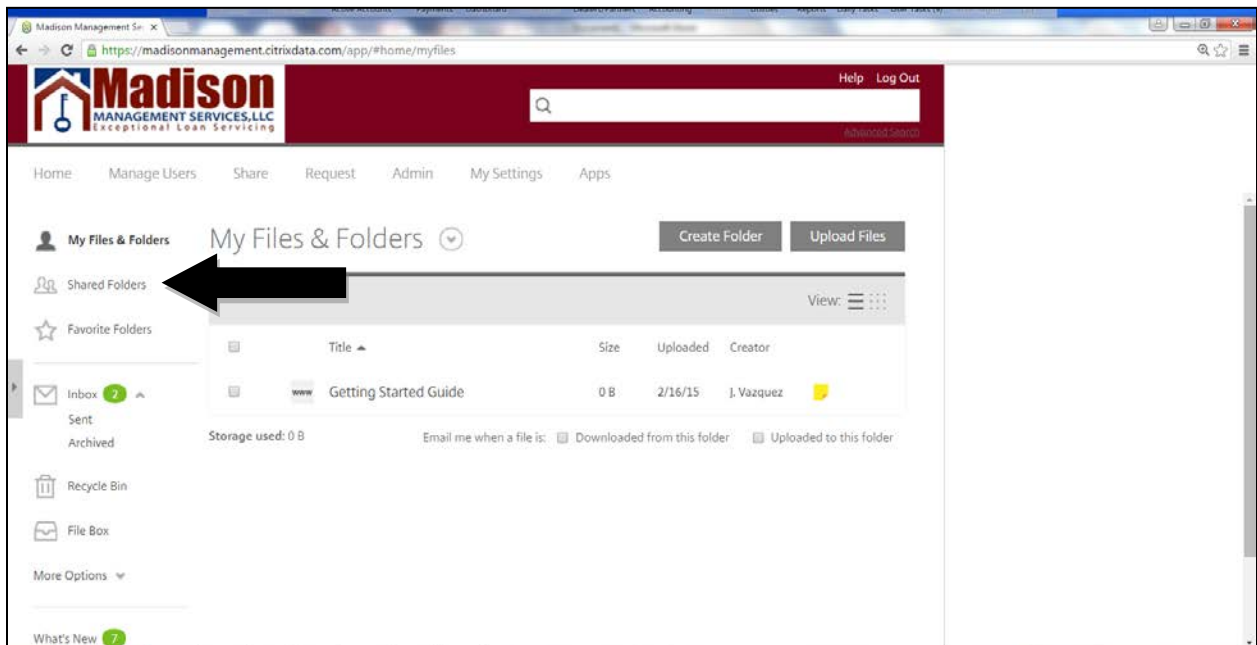 Madison Management Se
https://madisonmanagement.citrixdata.com/app/#home/myfiles
Madison
MANAGEMENT SERVICES,LLC
Exceptional Loan Servicing
Help Log Out
Advanced Search
Home Manage Users Share Request Admin My Settings Apps
My Files & Folders
Shared Folders
Favorite Folders
Inbox 2
Sent
Archived
Recycle Bin
File Box
More Options
What's New 7
My Files & Folders
Create Folder Upload Files
View:
Title Size Uploaded Creator
www Getting Started Guide 0 B 2/16/15 J. Vazquez
Storage used: 0 B Email me when a file is: Downloaded from this folder Uploaded to this folder